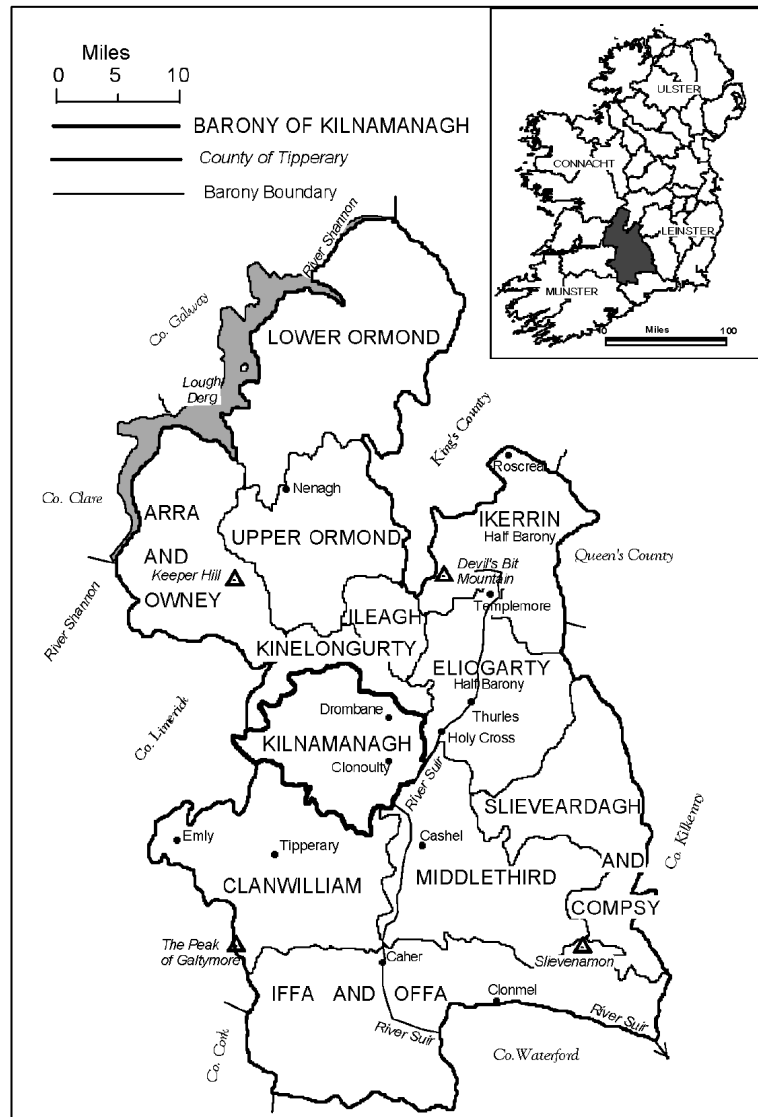 Miles
0 5 10
BARONY OF KILNAMANAGH
County of Tipperary
Barony Boundary
ULSTER
CONNACHT
LEINSTER
MUNSTER
Miles
100
River Shannon
Co. Galway
LOWER ORMOND
Lough
Derg
King's County
Roscrea
Co. Clare
Nenagh
ARRA
AND
OWNEY
UPPER ORMOND
IKERRIN
Half Barony
Queen's County
Keeper Hill
Devil's Bit
Mountain
Templemore
River Shannon
ILEAGH
KINELONGURTY
ELIOGARTY
Half Barony
Co. Limerick
Drombane
Thurles
KILNAMANAGH
Holy Cross
Clonoulty
River Suir
SLIEVEARDAGH
AND
COMPSY
Co. Kilkenny
Emly
Tipperary
Cashel
CLANWILLIAM
MIDDLETHIRD
The Peak
of Galtymore
Slievenamon
Caher
IFFA AND OFFA
Clonmel
River Suir
River Suir
Co. Cork
Co.Waterford